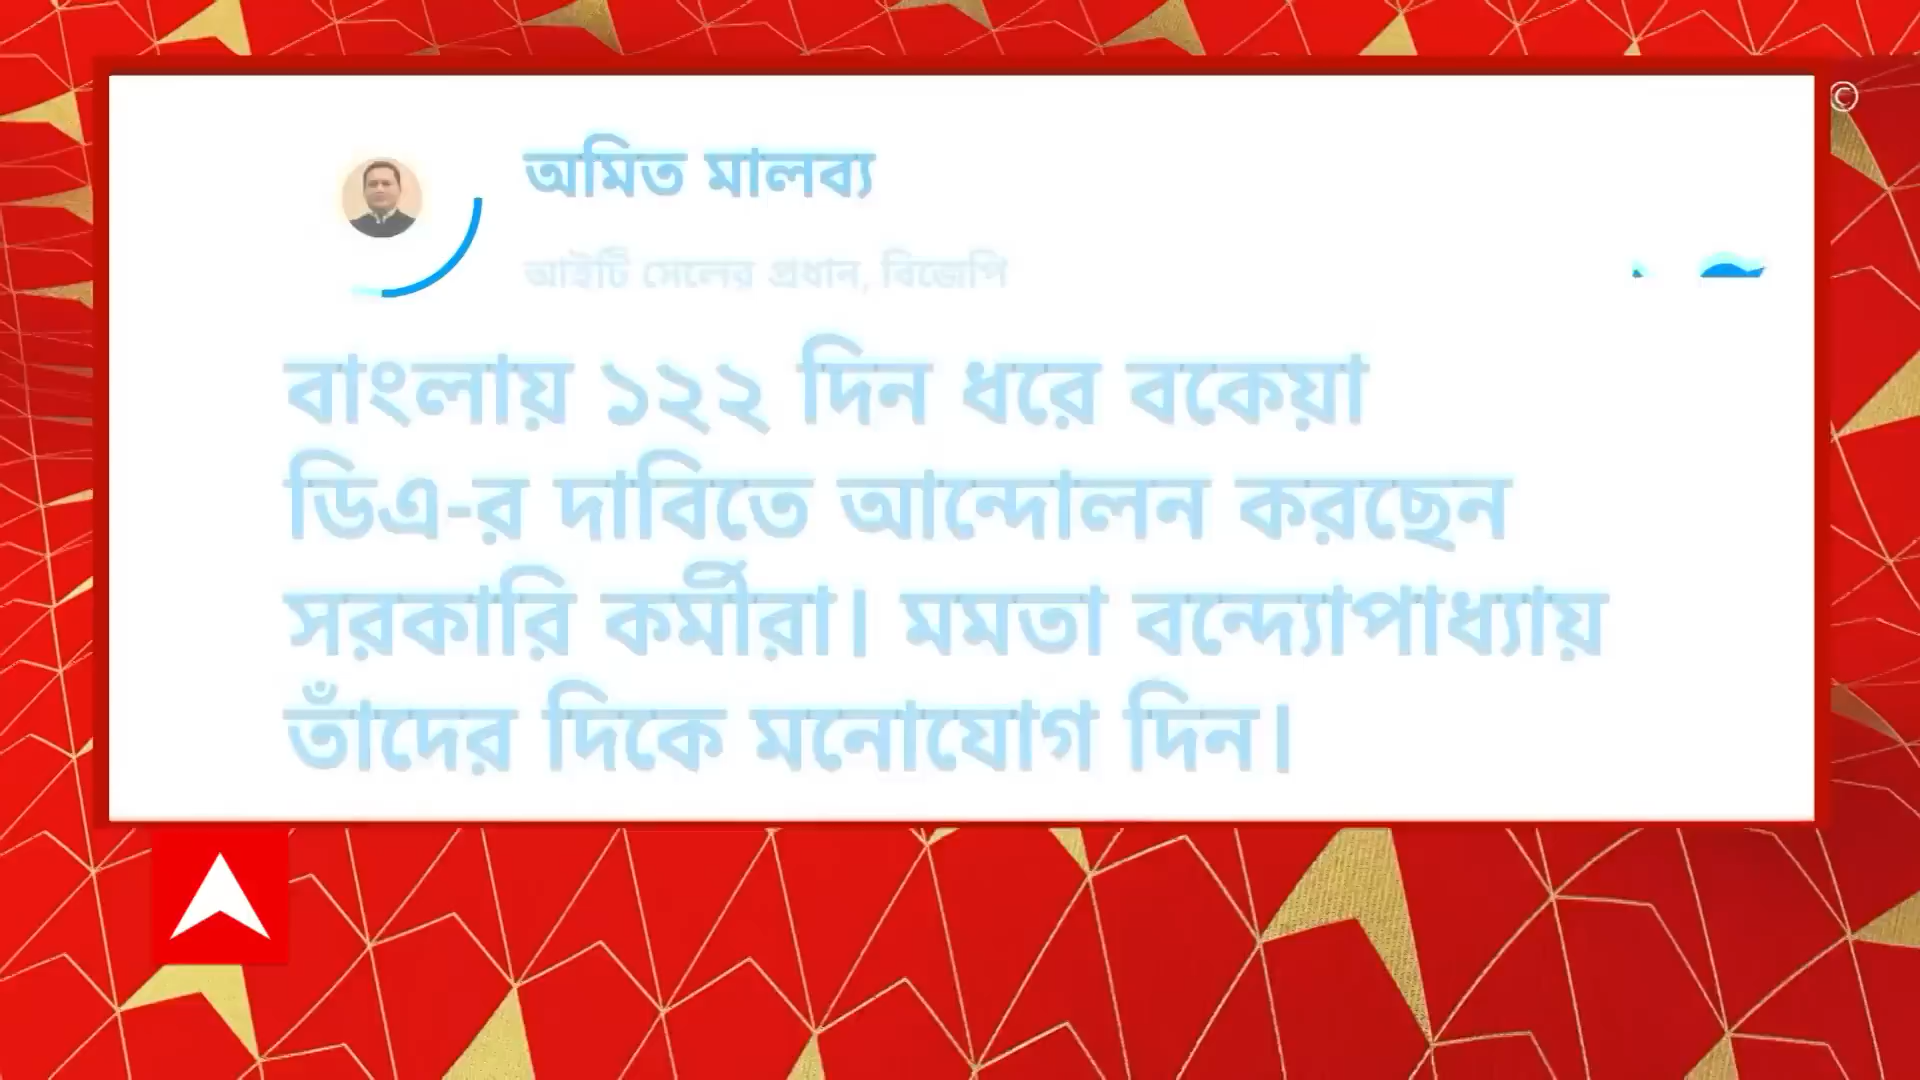 ©
অমিত মালব্য
আইটি সেলের প্রধান, বিজেপি
বাংলায় ১২২ দিন ধরে বকেয়া
ডিএ-র দাবিতে আন্দোলন করছেন
সরকারি কর্মীরা। মমতা বন্দ্যোপাধ্যায়
তাঁদের দিকে মনোযোগ দিন।